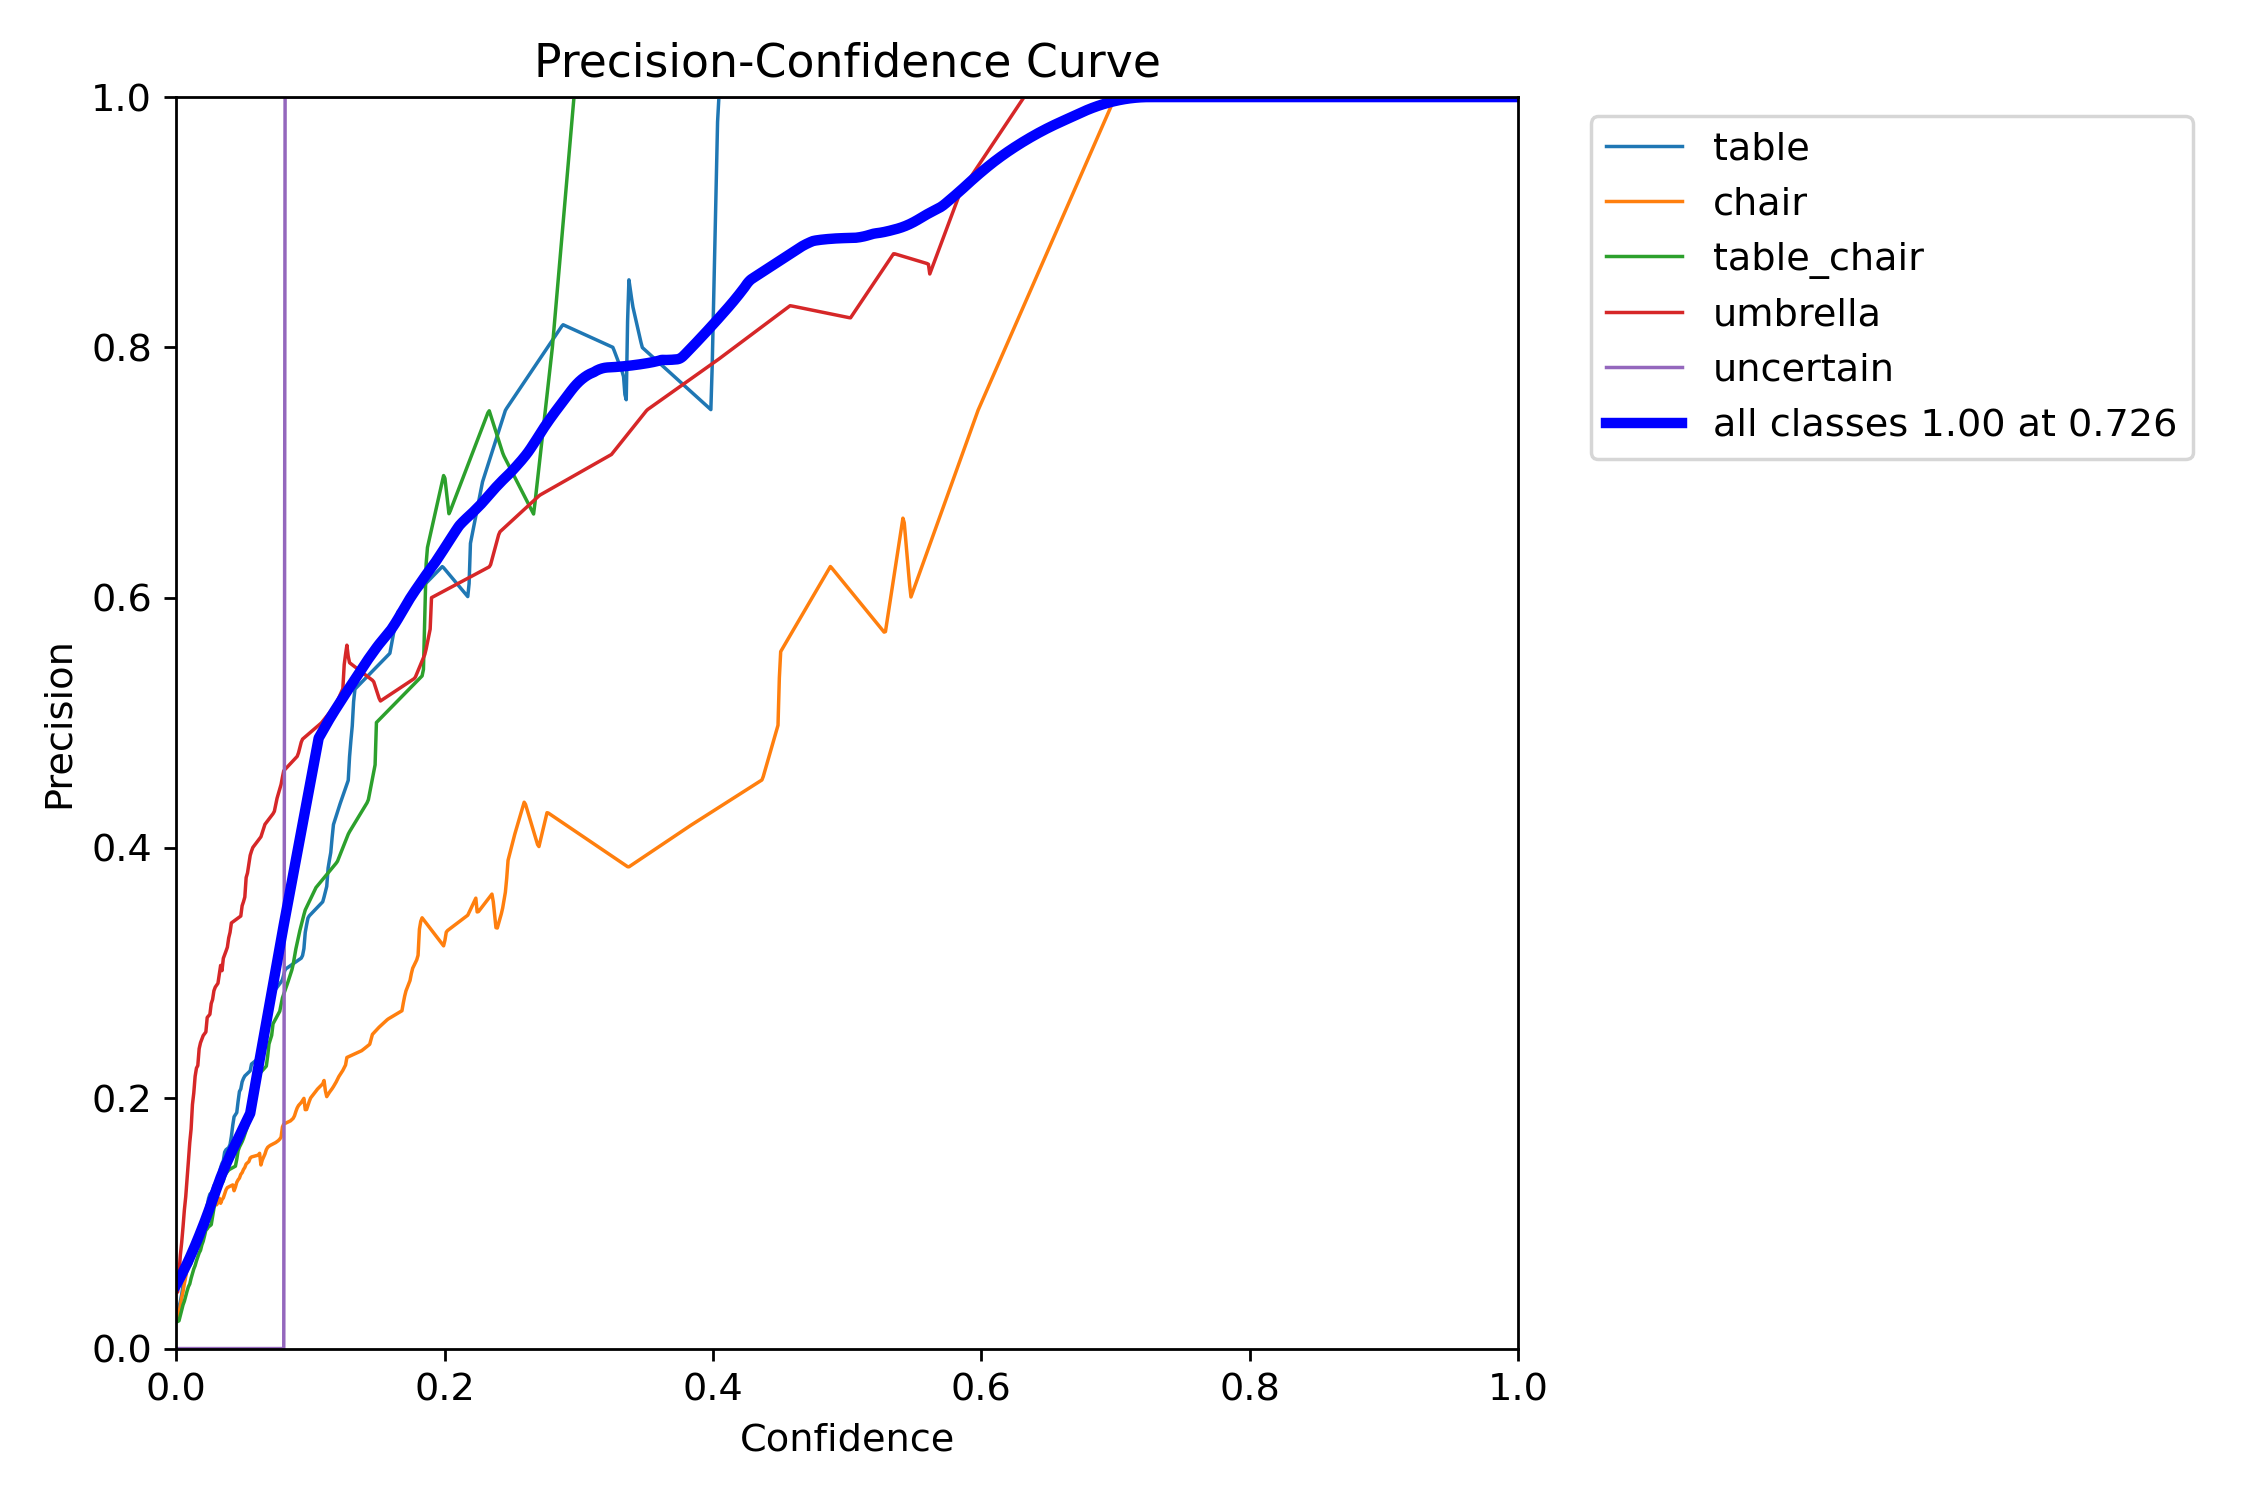 Precision-Confidence Curve
1.0
0.8
0.6
0.4
0.2
0.0
Precision
0.0 0.2 0.4 0.6 0.8 1.0
Confidence
table
chair
table_chair
umbrella
uncertain
all classes 1.00 at 0.726